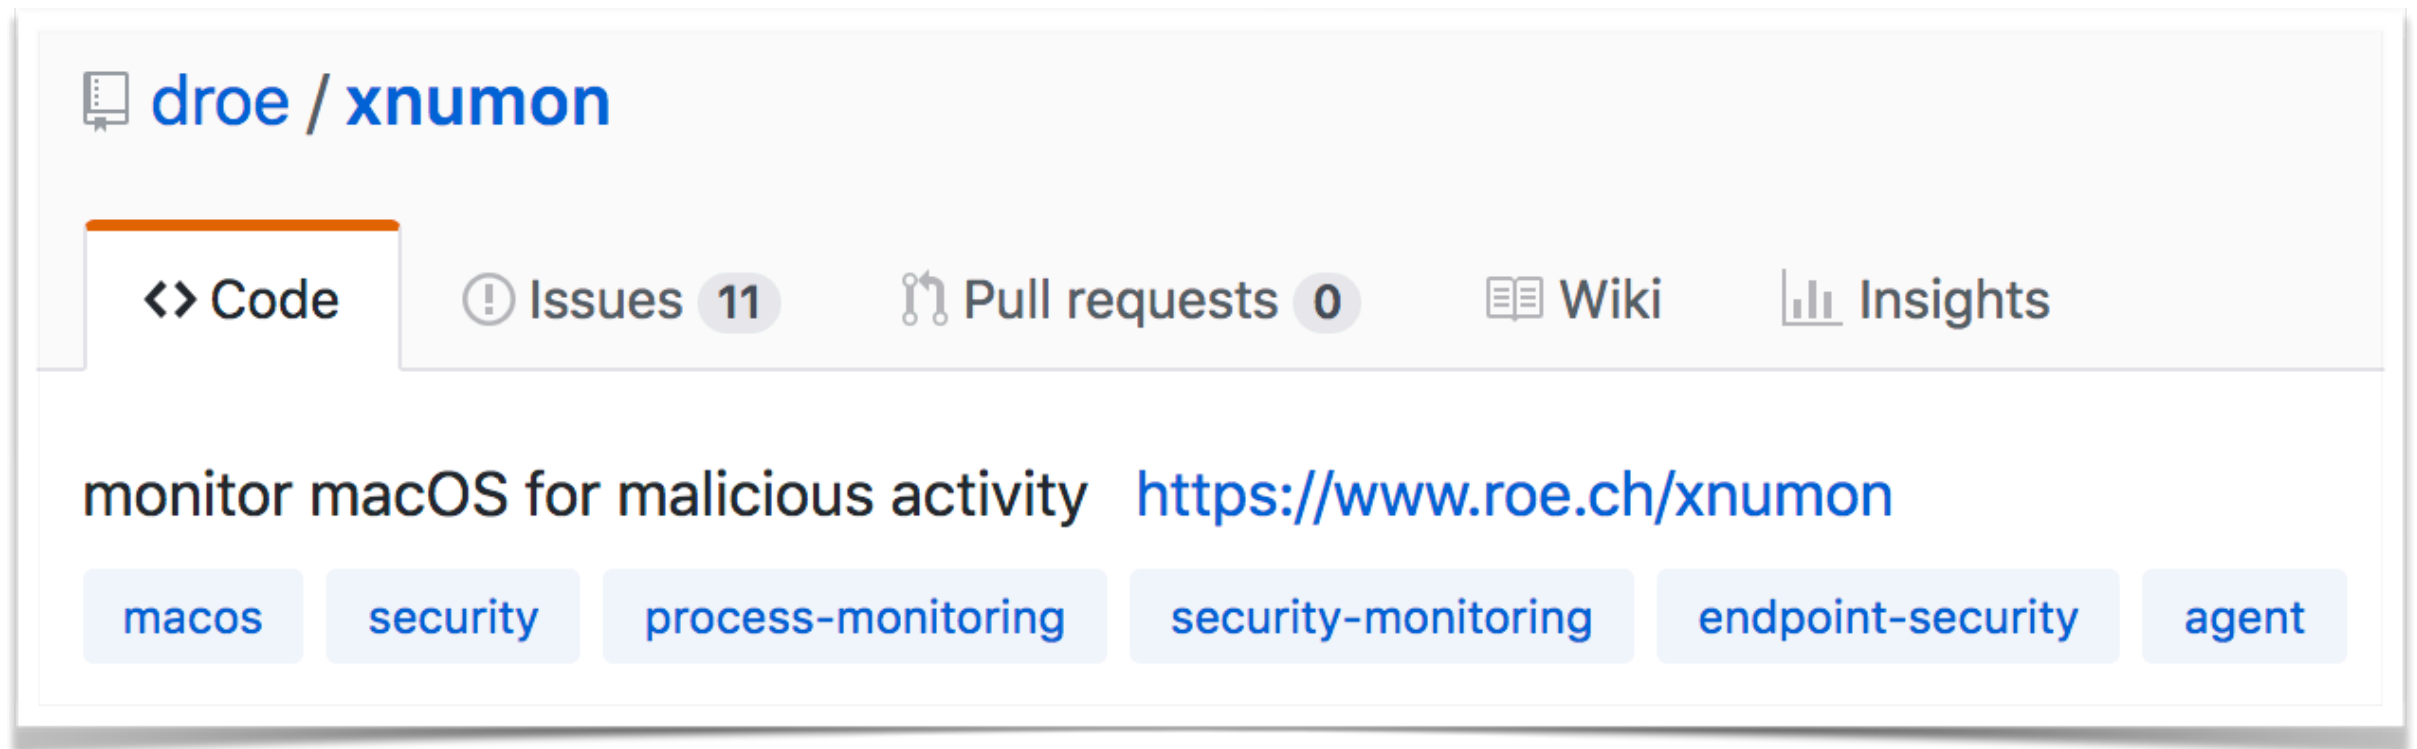 droe / xnumon
<> Code Issues 11 Pull requests 0 Wiki Insights
monitor macOS for malicious activity https://www.roe.ch/xnumon
macos security process-monitoring security-monitoring endpoint-security agent